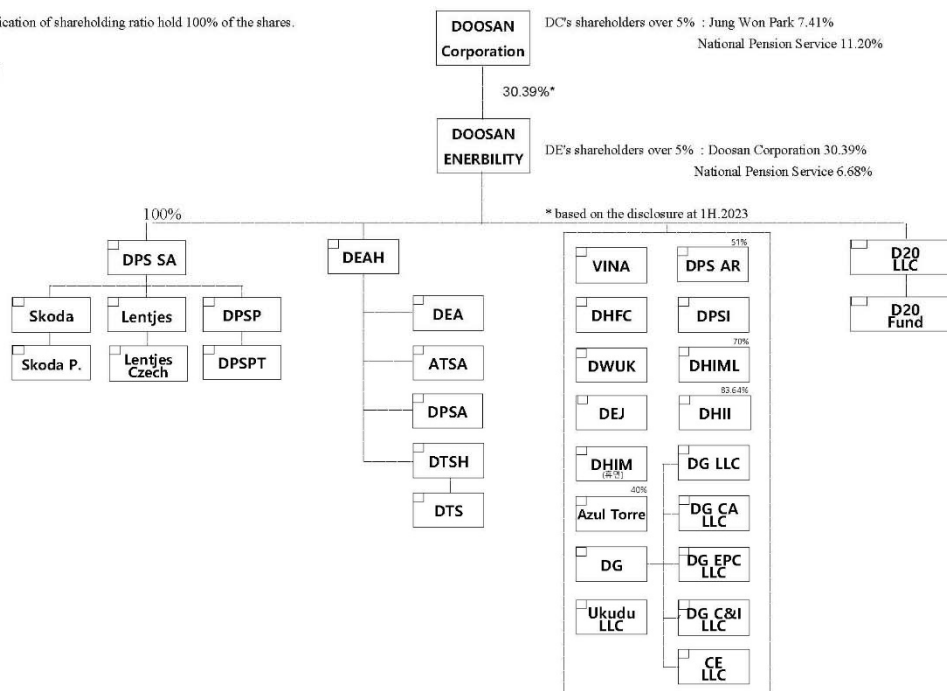 ication of shareholding ratio hold 100% of the shares.
DOOSAN
Corporation
DC's shareholders over 5% : Jung Won Park 7.41%
National Pension Service 11.20%
30.39%*
DOOSAN
ENERBILITY
DE's shareholders over 5% : Doosan Corporation 30.39%
National Pension Service 6.68%
100%
* based on the disclosure at 1H.2023
DPS SA
Skoda
Lentjes
DPSP
Skoda P.
Lentjes
Czech
DPSPT
DEAH
DEA
ATSA
DPSA
DTSH
DTS
VINA
51%
DPS AR
DHFC
DPSI
DWUK
70%
DHIML
DEJ
83.64%
DHII
DHIM
(휴면)
DG LLC
40%
Azul Torre
DG CA
LLC
DG
DG EPC
LLC
Ukudu
LLC
DG C&I
LLC
CE
LLC
D20
LLC
D20
Fund